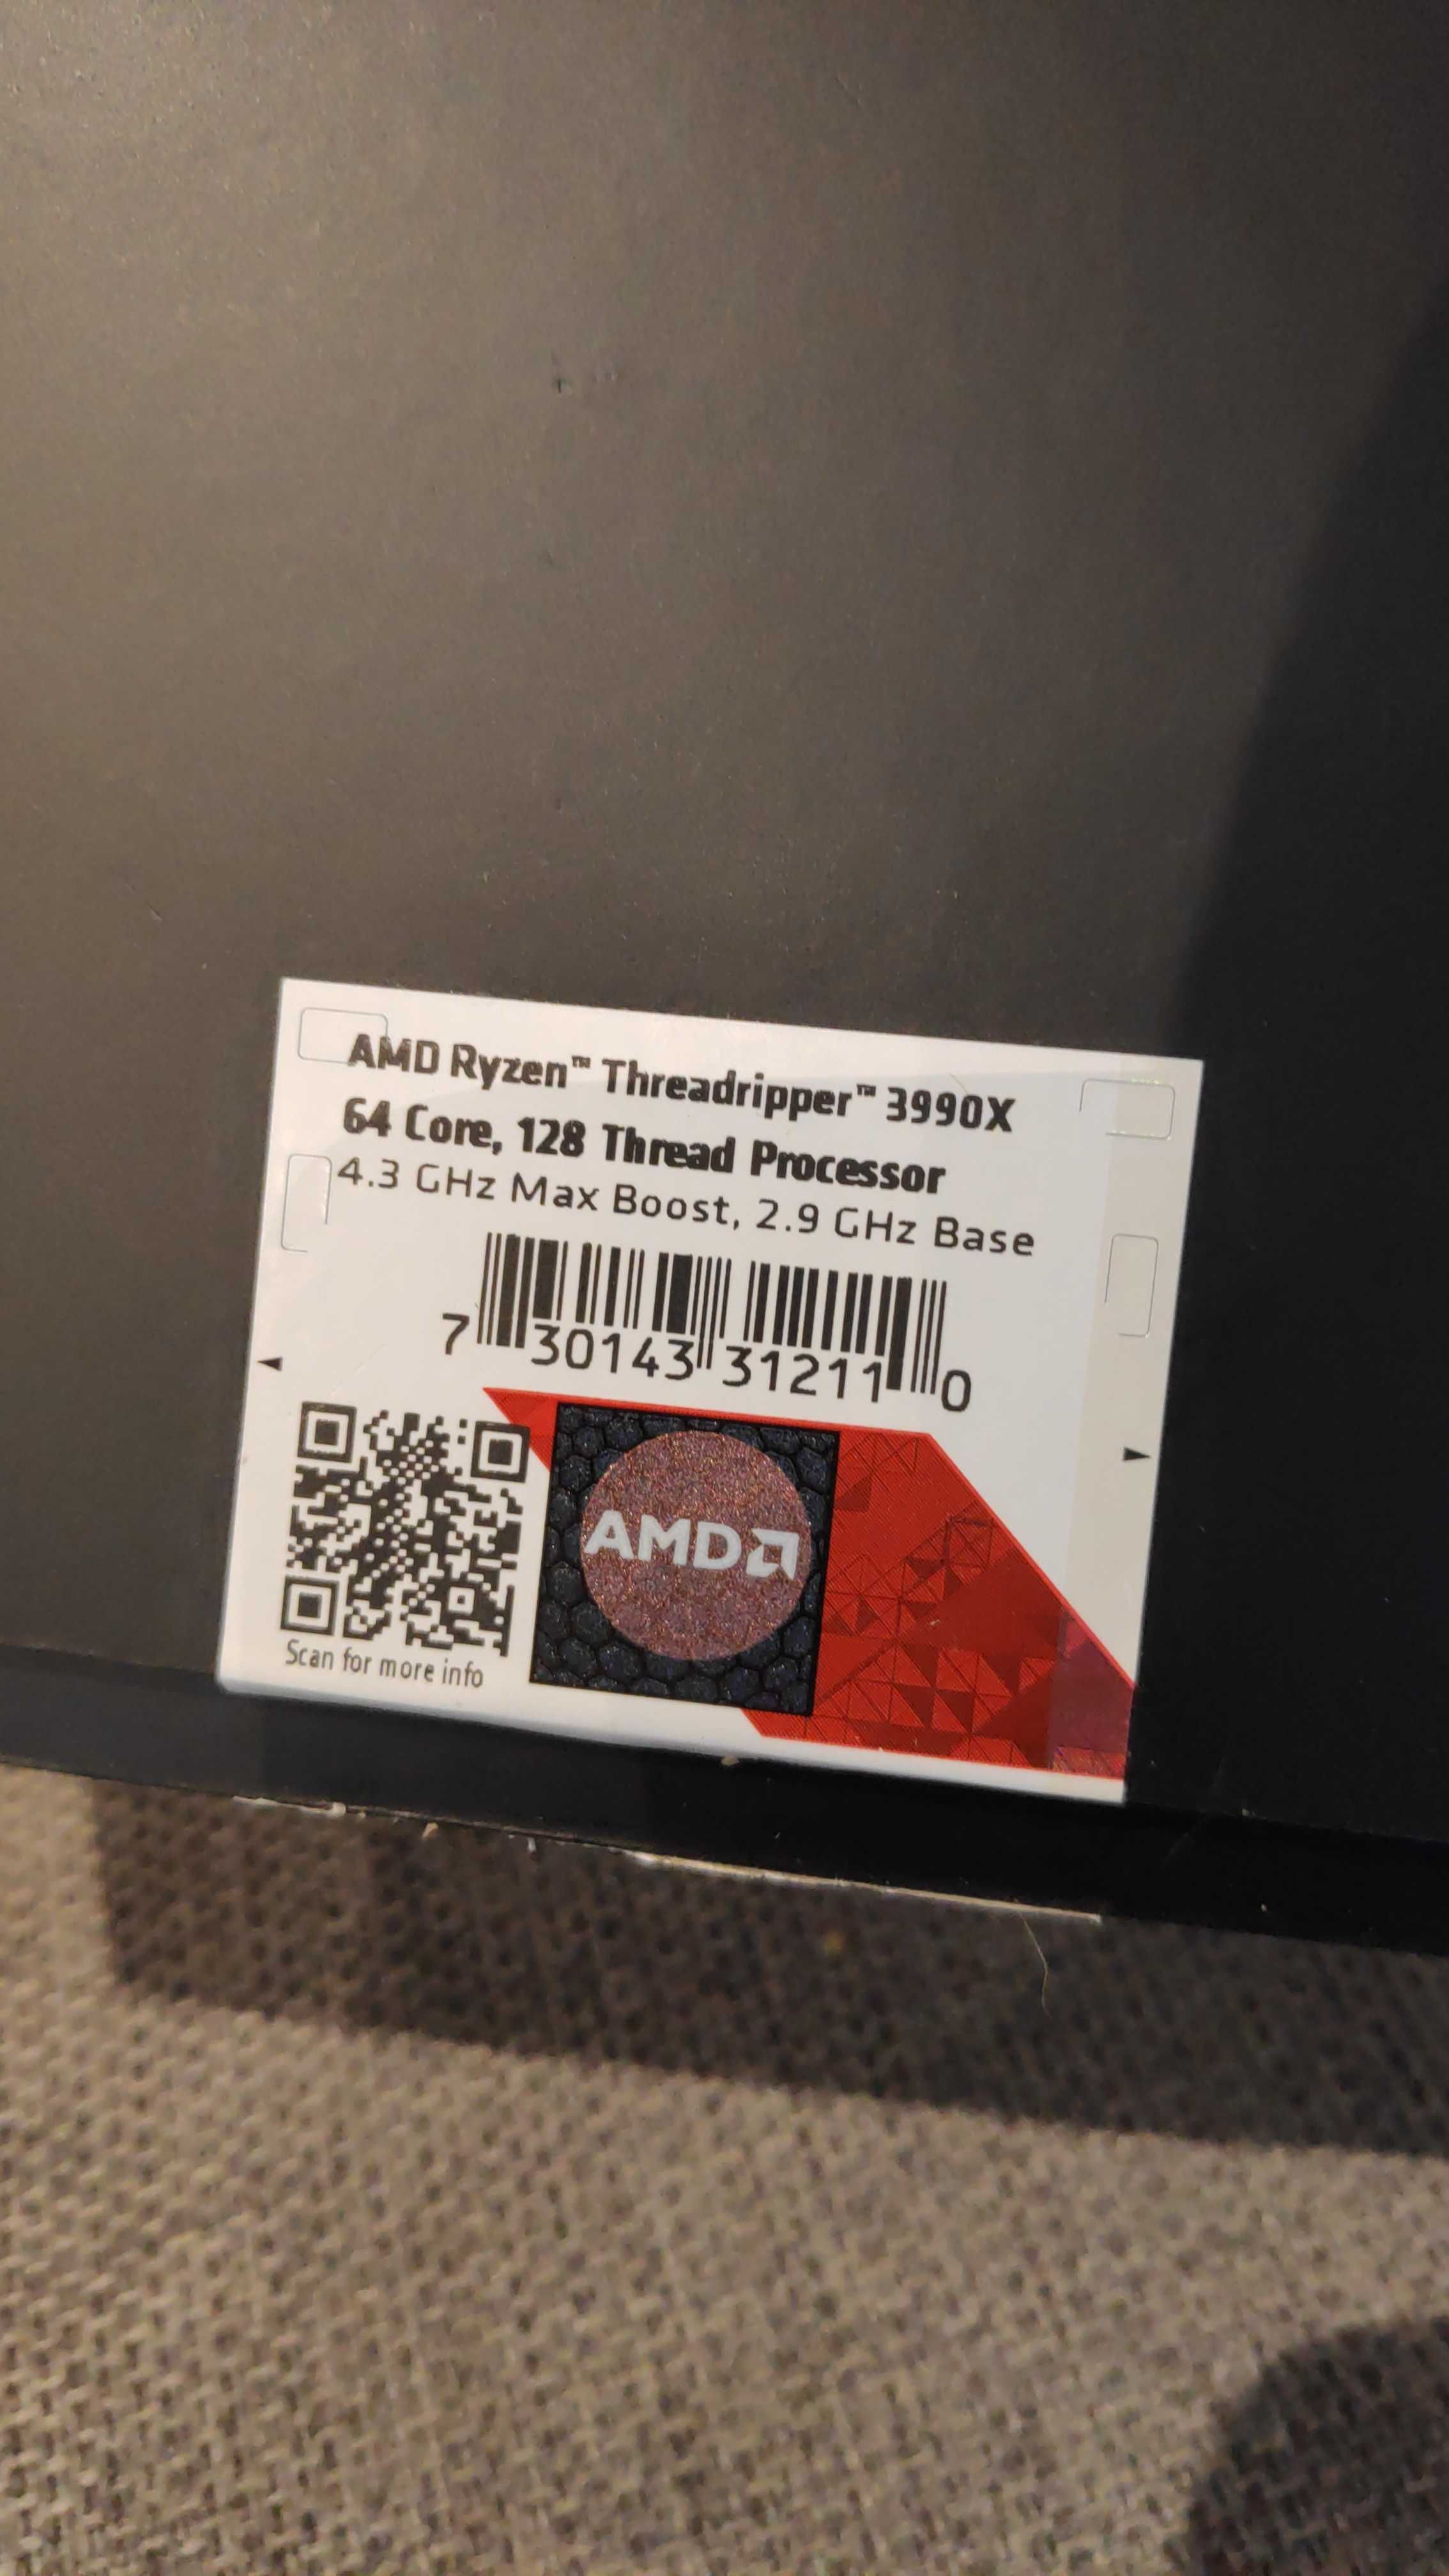 AMD Ryzen™ Threadripper™ 3990X
64 Core, 128 Thread Processor
4.3 GHz Max Boost, 2.9 GHz Base
7 30143 31211 0
AMD
Scan for more info